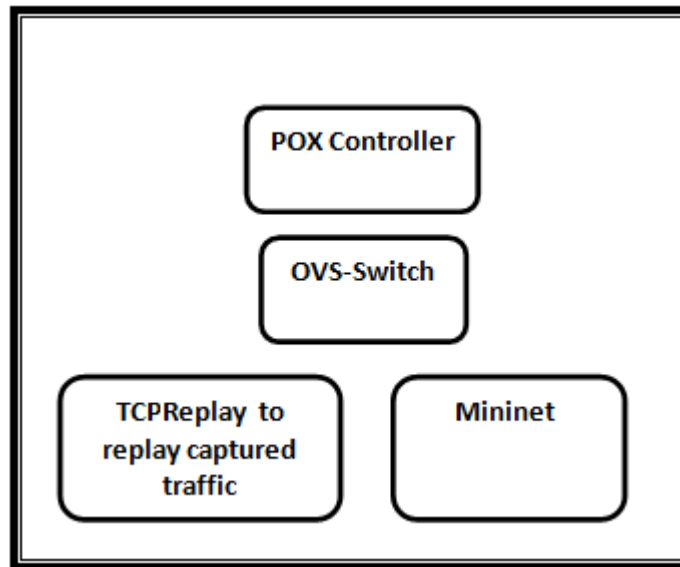 POX Controller
OVS-Switch
TCPReplay to
replay captured
traffic
Mininet